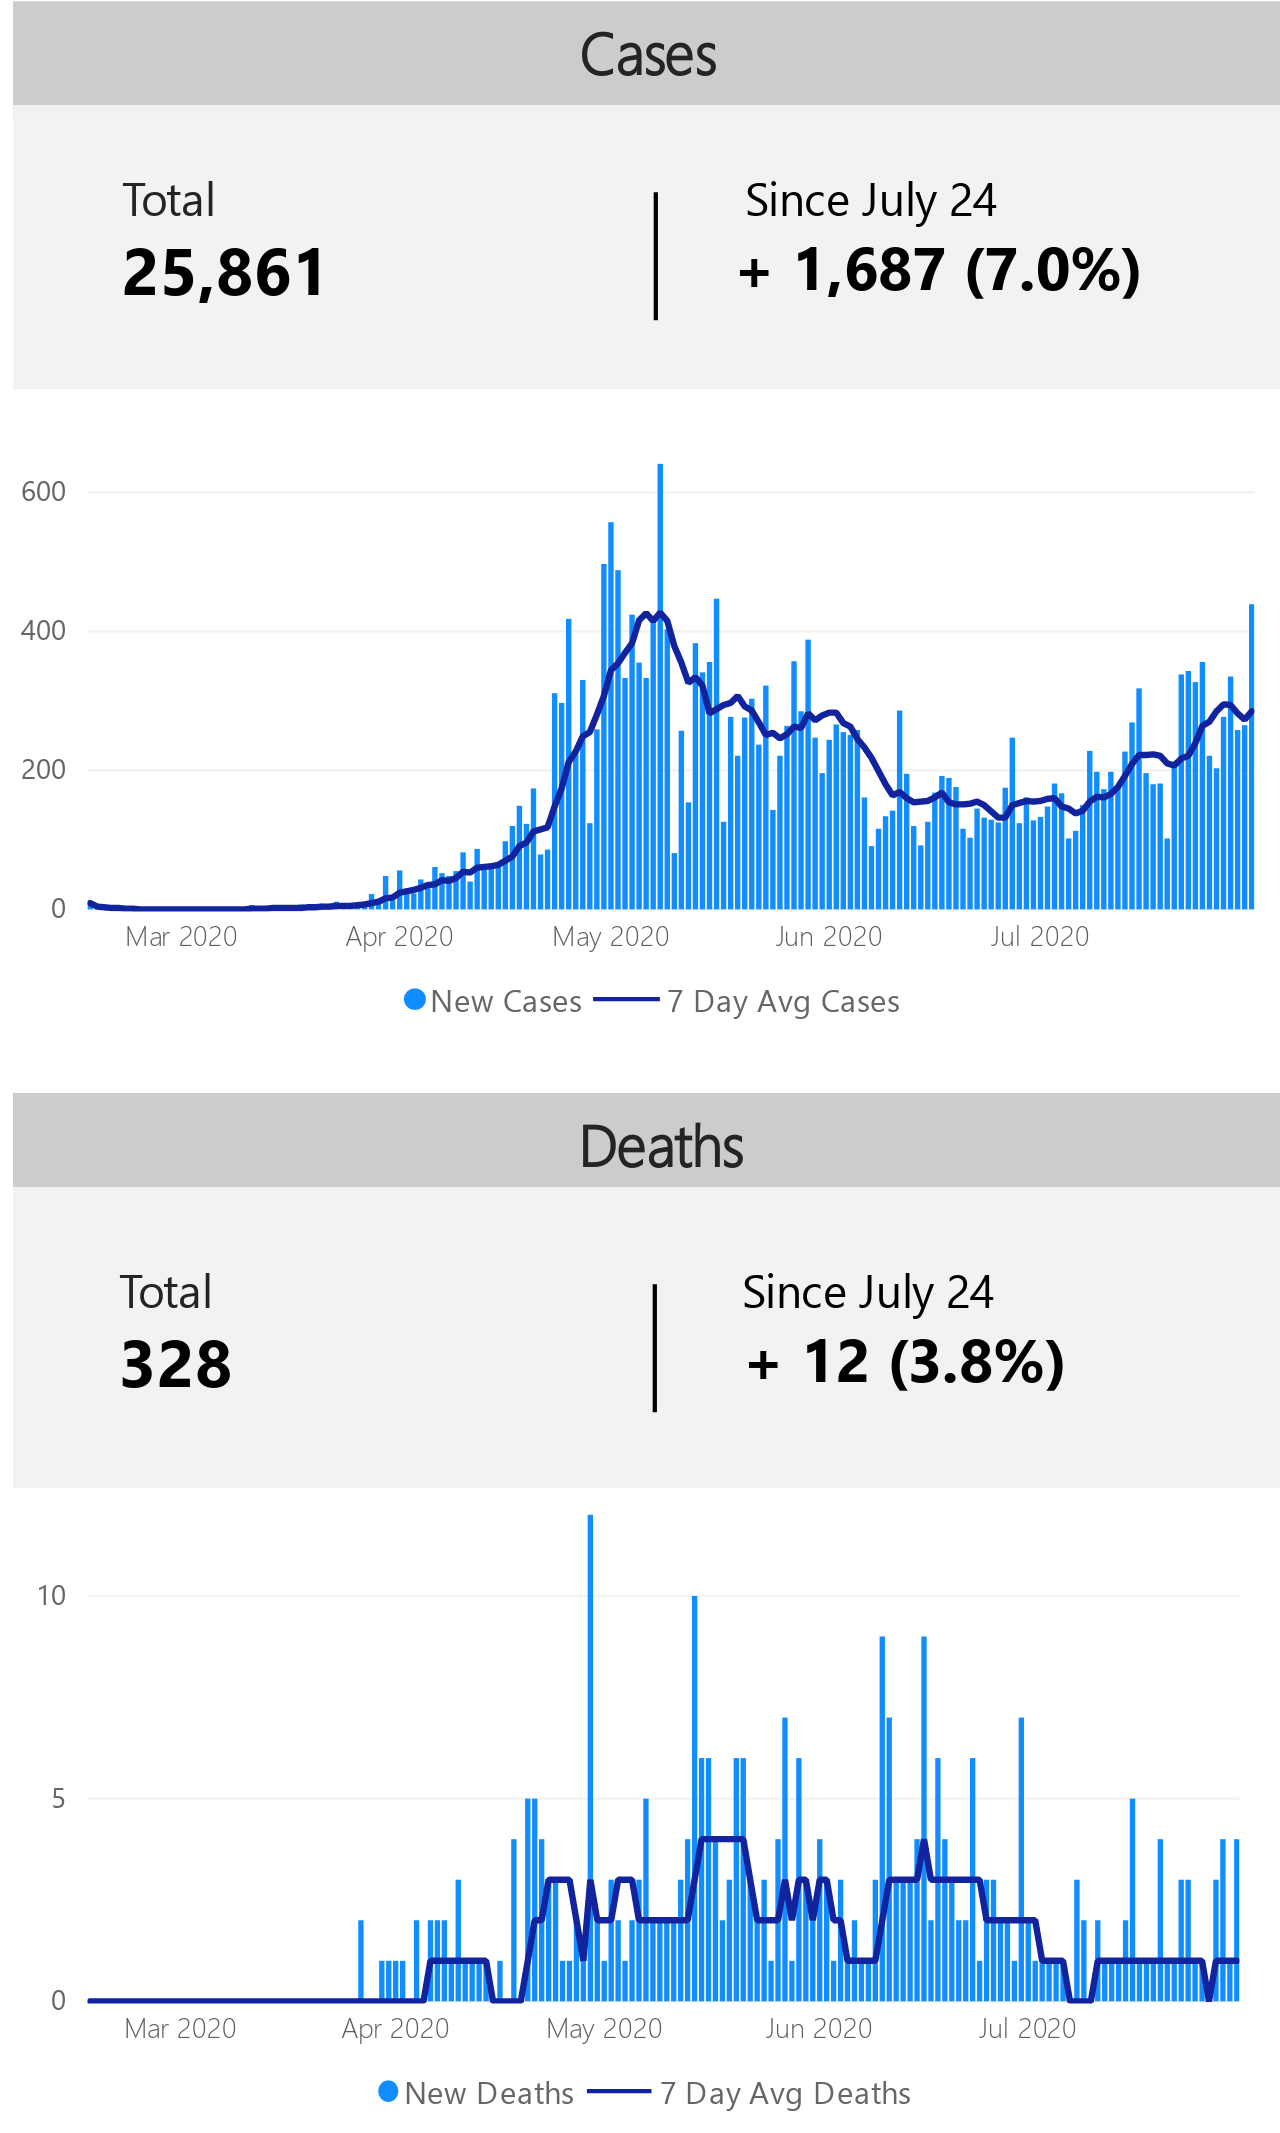 Cases
Total
Since July 24
25,861
+ 1,687 (7.0%)
600
400
200
0
Mar 2020 Apr 2020 May 2020 Jun 2020 Jul 2020
New Cases 7 Day Avg Cases
Deaths
Total
Since July 24
328
+ 12 (3.8%)
10
5
0
Mar 2020 Apr 2020 May 2020 Jun 2020 Jul 2020
New Deaths 7 Day Avg Deaths